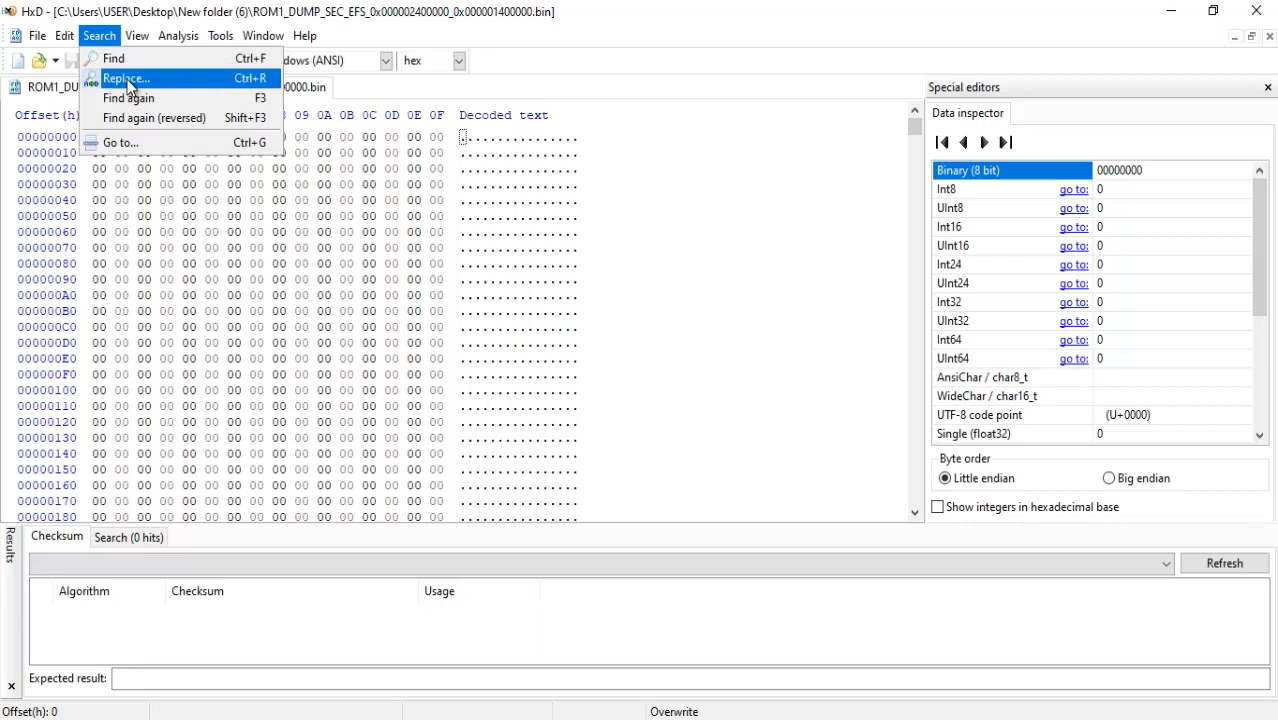 HxD - [C:\Users\USER\Desktop\New folder (6)\ROM1_DUMP_SEC_EFS_0x000002400000_0x000001400000.bin]
File Edit Search View Analysis Tools Window Help
Find Ctrl+F
Replace... Ctrl+R
Find again F3
Find again (reversed) Shift+F3
Go to... Ctrl+G
dows (ANSI) hex
ROM1_DU 0000.bin
Offset(h) 09 0A 0B 0C 0D 0E 0F Decoded text
00000000 00 00 00 00 00 00 00 ................
00000010 00 00 00 00 00 00 00 ................
00000020 00 00 00 00 00 00 00 00 00 00 00 00 00 00 00 00 ................
00000030 00 00 00 00 00 00 00 00 00 00 00 00 00 00 00 00 ................
00000040 00 00 00 00 00 00 00 00 00 00 00 00 00 00 00 00 ................
00000050 00 00 00 00 00 00 00 00 00 00 00 00 00 00 00 00 ................
00000060 00 00 00 00 00 00 00 00 00 00 00 00 00 00 00 00 ................
00000070 00 00 00 00 00 00 00 00 00 00 00 00 00 00 00 00 ................
00000080 00 00 00 00 00 00 00 00 00 00 00 00 00 00 00 00 ................
00000090 00 00 00 00 00 00 00 00 00 00 00 00 00 00 00 00 ................
000000A0 00 00 00 00 00 00 00 00 00 00 00 00 00 00 00 00 ................
000000B0 00 00 00 00 00 00 00 00 00 00 00 00 00 00 00 00 ................
000000C0 00 00 00 00 00 00 00 00 00 00 00 00 00 00 00 00 ................
000000D0 00 00 00 00 00 00 00 00 00 00 00 00 00 00 00 00 ................
000000E0 00 00 00 00 00 00 00 00 00 00 00 00 00 00 00 00 ................
000000F0 00 00 00 00 00 00 00 00 00 00 00 00 00 00 00 00 ................
00000100 00 00 00 00 00 00 00 00 00 00 00 00 00 00 00 00 ................
00000110 00 00 00 00 00 00 00 00 00 00 00 00 00 00 00 00 ................
00000120 00 00 00 00 00 00 00 00 00 00 00 00 00 00 00 00 ................
00000130 00 00 00 00 00 00 00 00 00 00 00 00 00 00 00 00 ................
00000140 00 00 00 00 00 00 00 00 00 00 00 00 00 00 00 00 ................
00000150 00 00 00 00 00 00 00 00 00 00 00 00 00 00 00 00 ................
00000160 00 00 00 00 00 00 00 00 00 00 00 00 00 00 00 00 ................
00000170 00 00 00 00 00 00 00 00 00 00 00 00 00 00 00 00 ................
00000180 00 00 00 00 00 00 00 00 00 00 00 00 00 00 00 00 ................
Special editors
Data inspector
Binary (8 bit) 00000000
Int8 go to: 0
UInt8 go to: 0
Int16 go to: 0
UInt16 go to: 0
Int24 go to: 0
UInt24 go to: 0
Int32 go to: 0
UInt32 go to: 0
Int64 go to: 0
UInt64 go to: 0
AnsiChar / char8_t
WideChar / char16_t
UTF-8 code point (U+0000)
Single (float32) 0
Byte order
Little endian Big endian
Show integers in hexadecimal base
Results
Checksum Search (0 hits)
Refresh
Algorithm Checksum Usage
Expected result:
Offset(h): 0 Overwrite